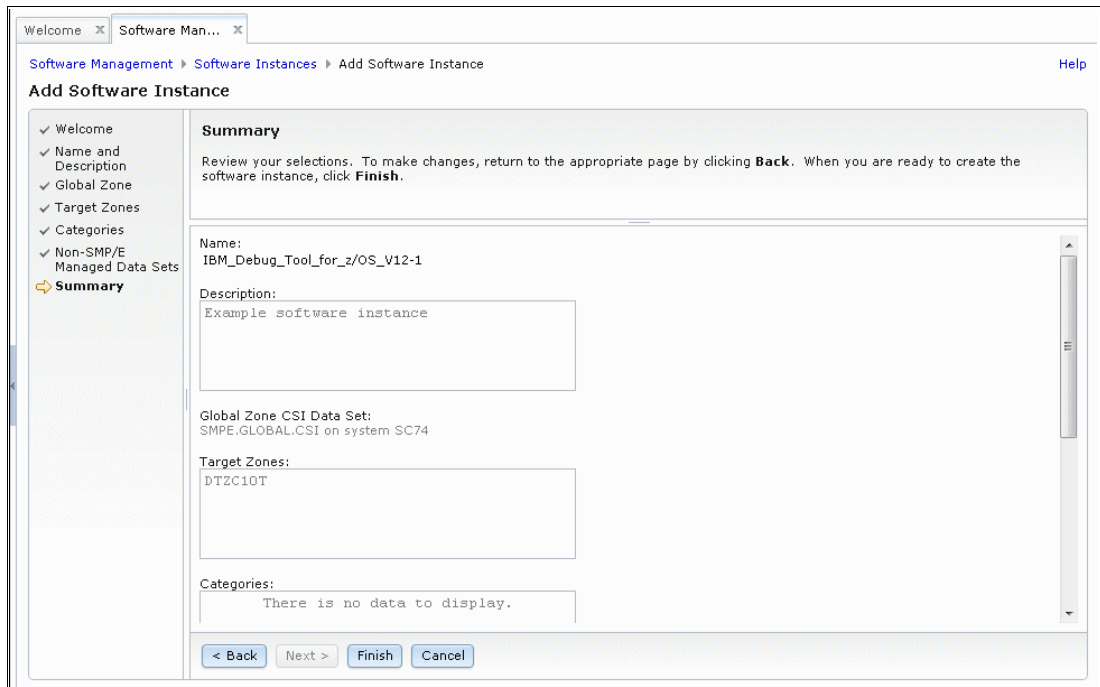 Welcome
Software Man...
Software Management Software Instances Add Software Instance
Help
Add Software Instance
Welcome
Name and
Description
Global Zone
Target Zones
Categories
Non-SMP/E
Managed Data Sets
Summary
Summary
Review your selections. To make changes, return to the appropriate page by clicking Back. When you are ready to create the
software instance, click Finish.
Name:
IBM_Debug_Tool_for_z/OS_V12-1
Description:
Example software instance
Global Zone CSI Data Set:
SMPE.GLOBAL.CSI on system SC74
Target Zones:
DTZC1OT
Categories:
There is no data to display.
< Back
Next >
Finish
Cancel